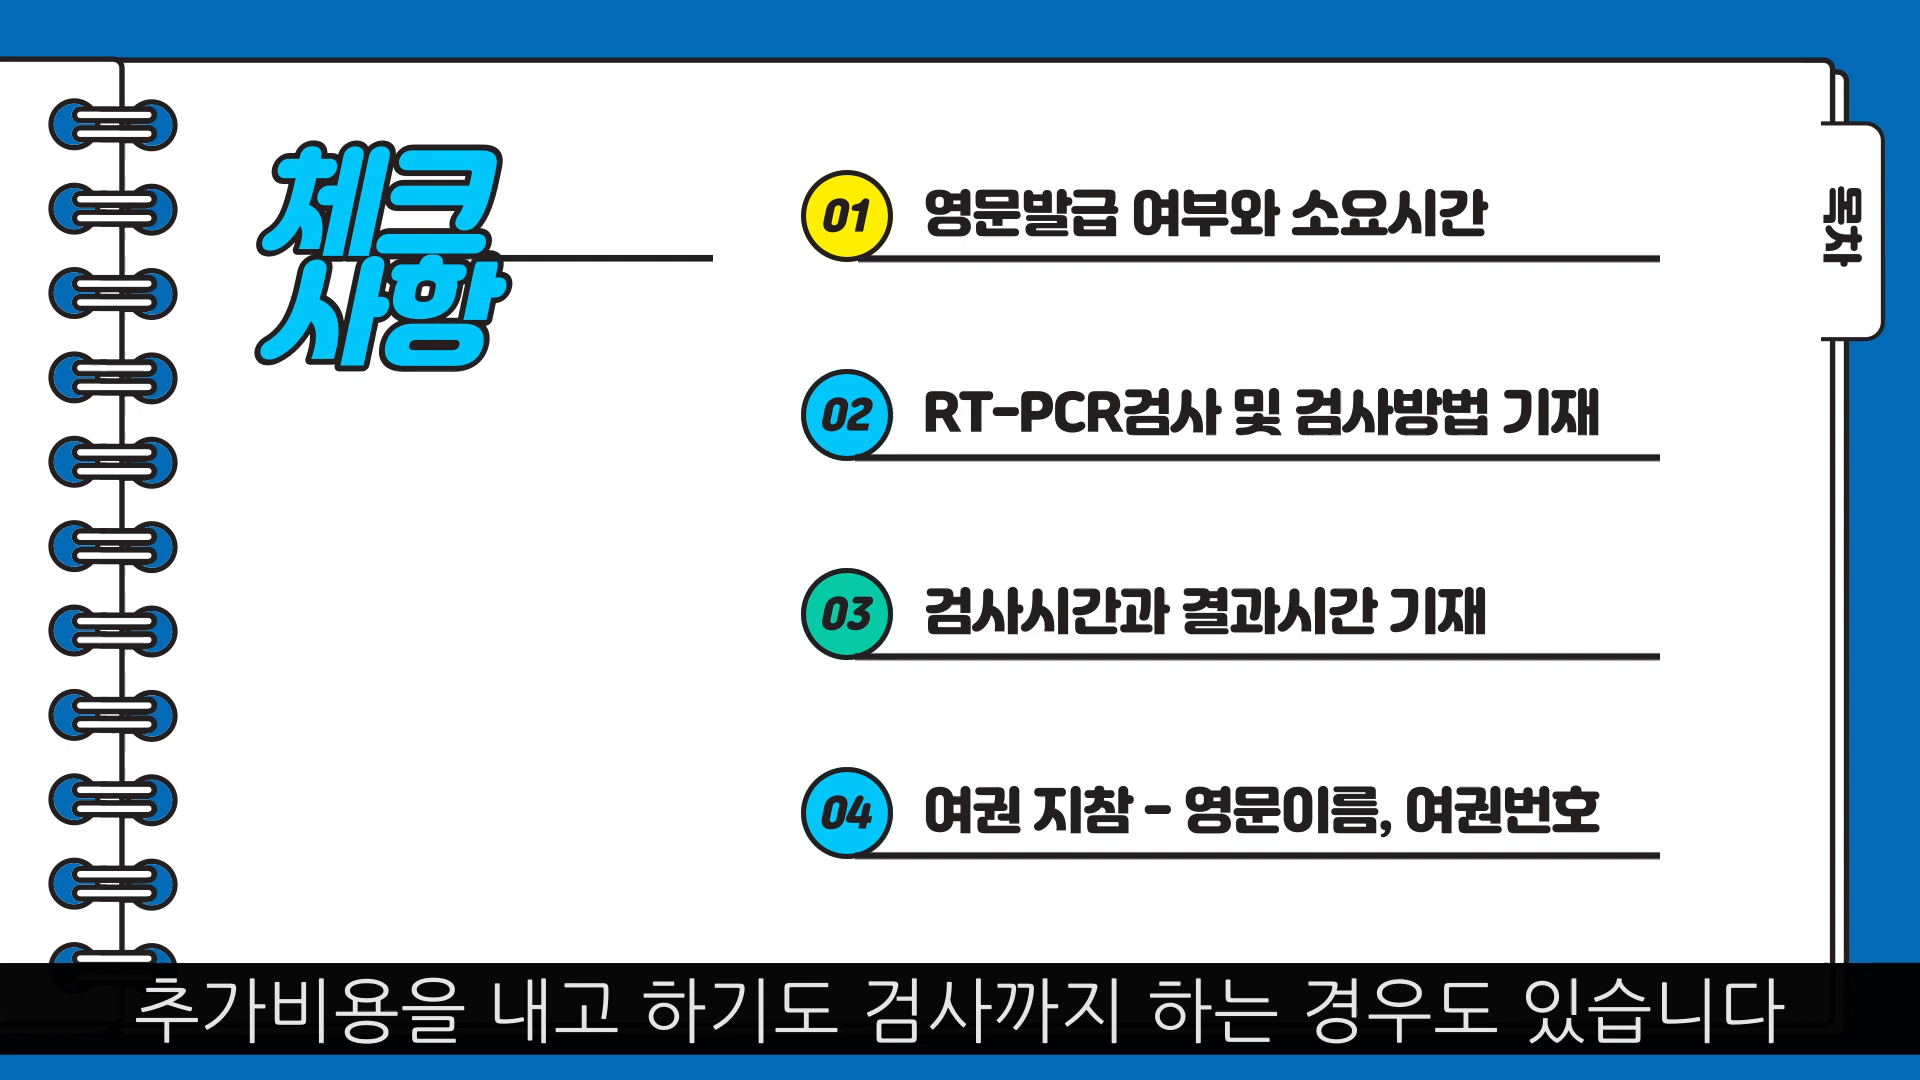 체크
사항
01 영문발급 여부와 소요시간
02 RT-PCR검사 및 검사방법 기재
03 검사시간과 결과시간 기재
04 여권 지참 - 영문이름, 여권번호
목차
추가비용을 내고 하기도 검사까지 하는 경우도 있습니다